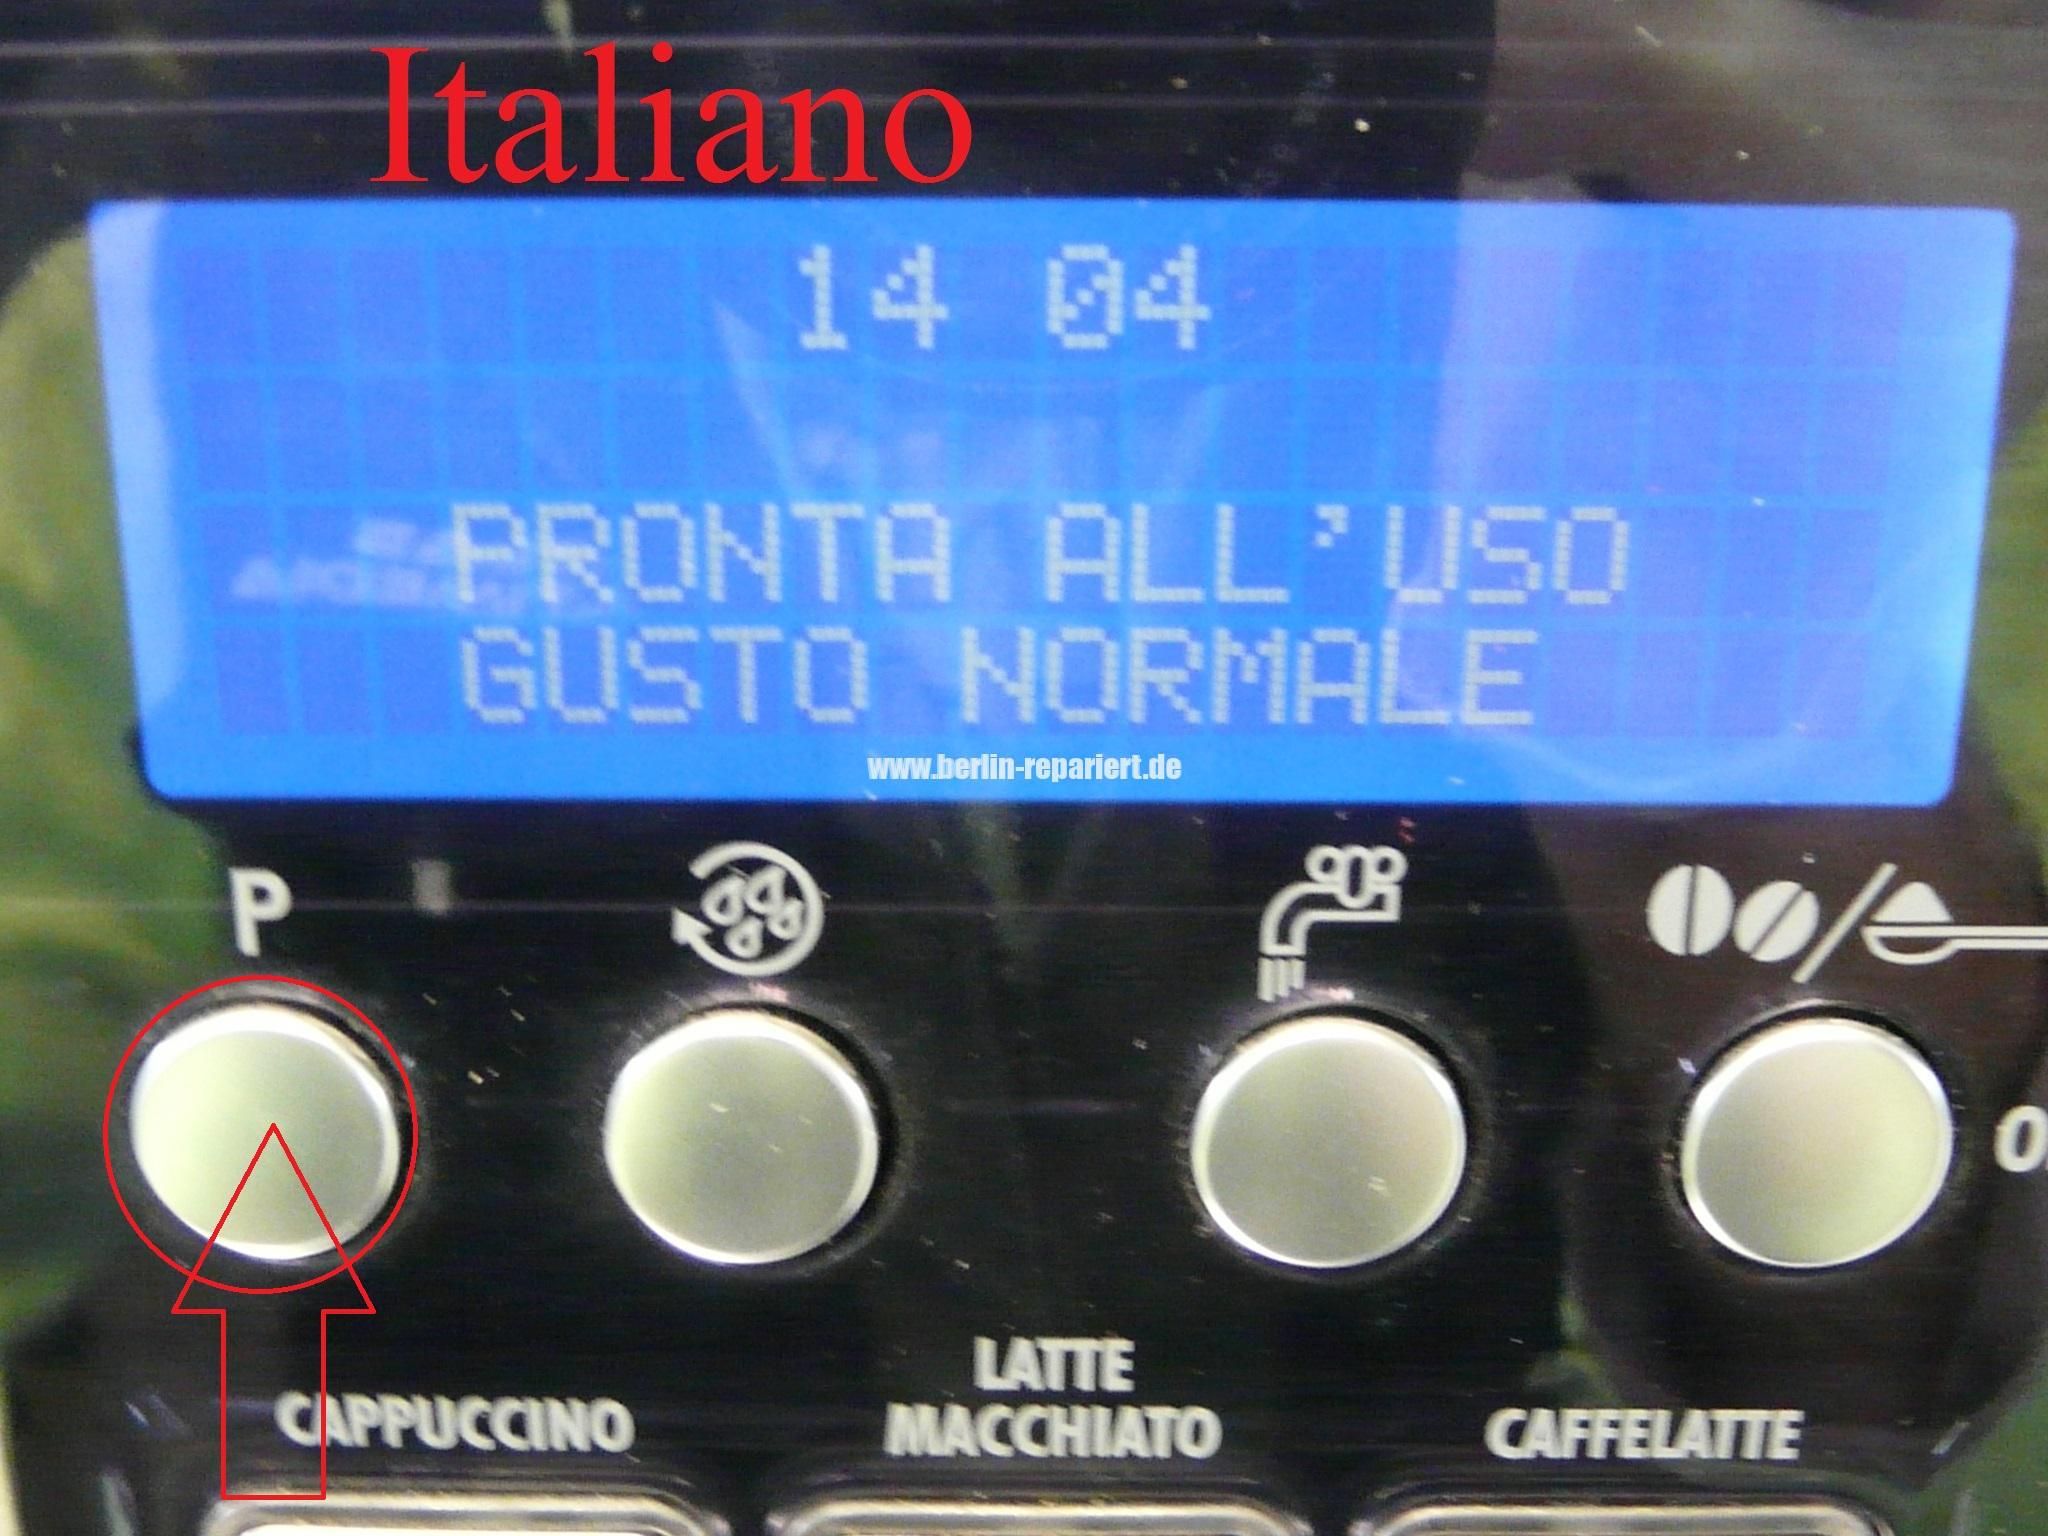 Italiano
14 04
PRONTA ALL'USO
GUSTO NORMALE
www.berlin-repariert.de
P
CAPPUCCINO
LATTE
MACCHIATO
CAFFELATTE